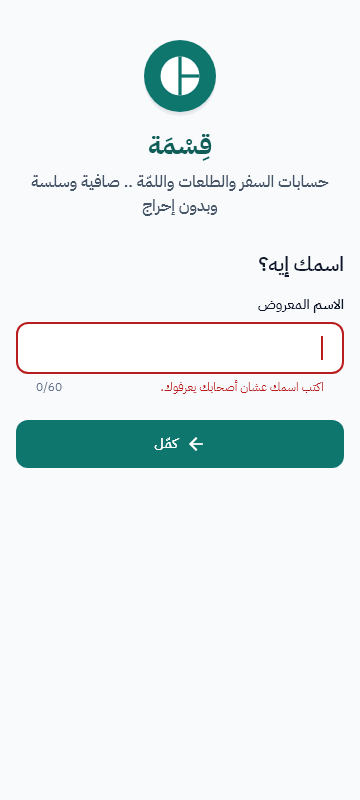 قِسْمَة
حسابات السفر والطلعات واللمّة .. صافية وسلسة
وبدون إحراج
اسمك إيه؟
الاسم المعروض
اكتب اسمك عشان أصحابك يعرفوك.
0/60
كمّل